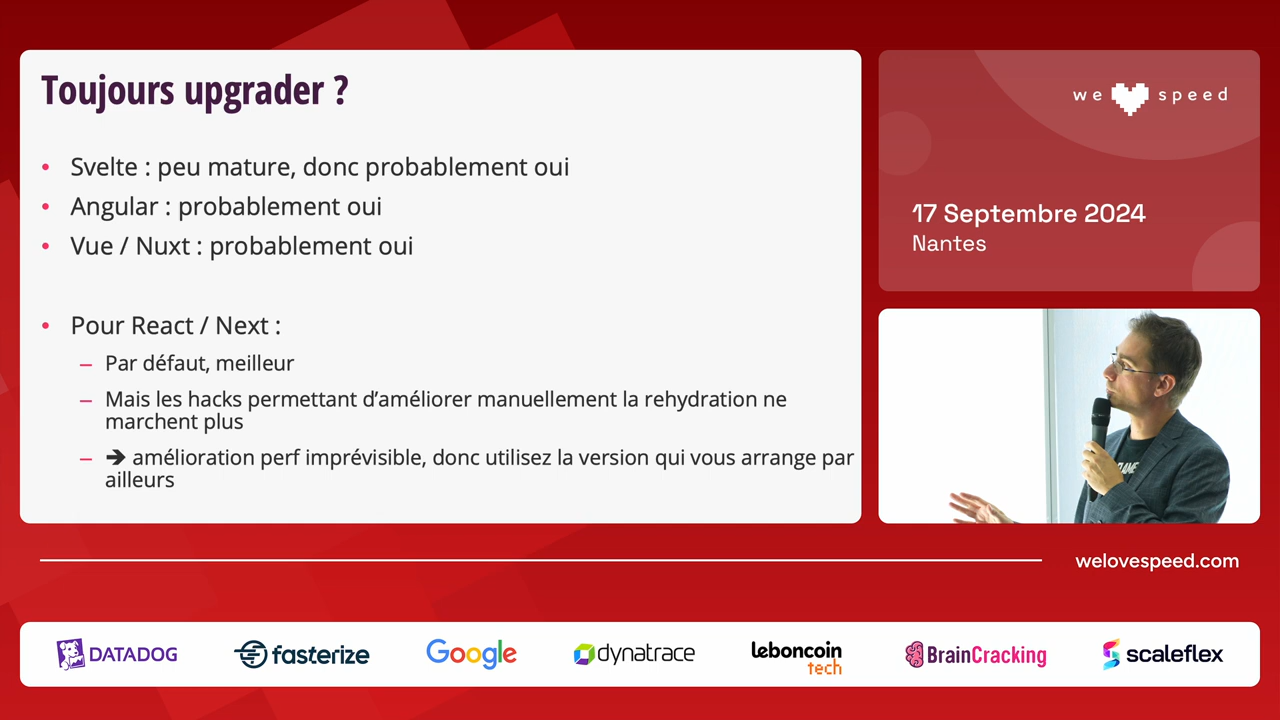 Toujours upgrader ?
• Svelte : peu mature, donc probablement oui
• Angular : probablement oui
• Vue / Nuxt : probablement oui
• Pour React / Next :
– Par défaut, meilleur
– Mais les hacks permettant d’améliorer manuellement la rehydration ne
marchent plus
– ➔ amélioration perf imprévisible, donc utilisez la version qui vous arrange par
ailleurs
we speed
17 Septembre 2024
Nantes
welovespeed.com
DATADOG
fasterize
Google
dynatrace
leboncoin
tech
BrainCracking
scaleflex